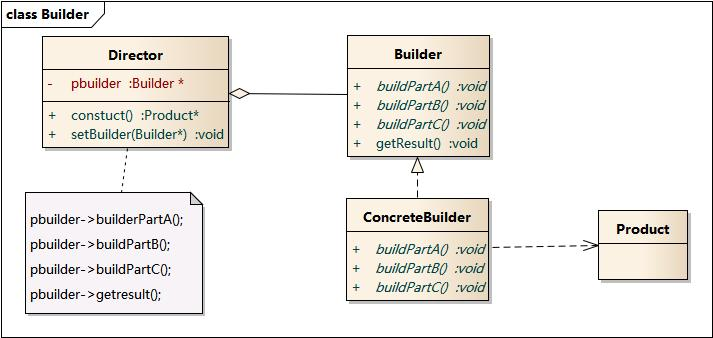 class Builder
Director
- pbuilder :Builder *
+ constuct() :Product*
+ setBuilder(Builder*) :void
Builder
+ buildPartA() :void
+ buildPartB() :void
+ buildPartC() :void
+ getResult() :void
pbuilder->builderPartA();
pbuilder->buildPartB();
pbuilder->buildPartC();
pbuilder->getresult();
ConcreteBuilder
+ buildPartA() :void
+ buildPartB() :void
+ buildPartC() :void
Product